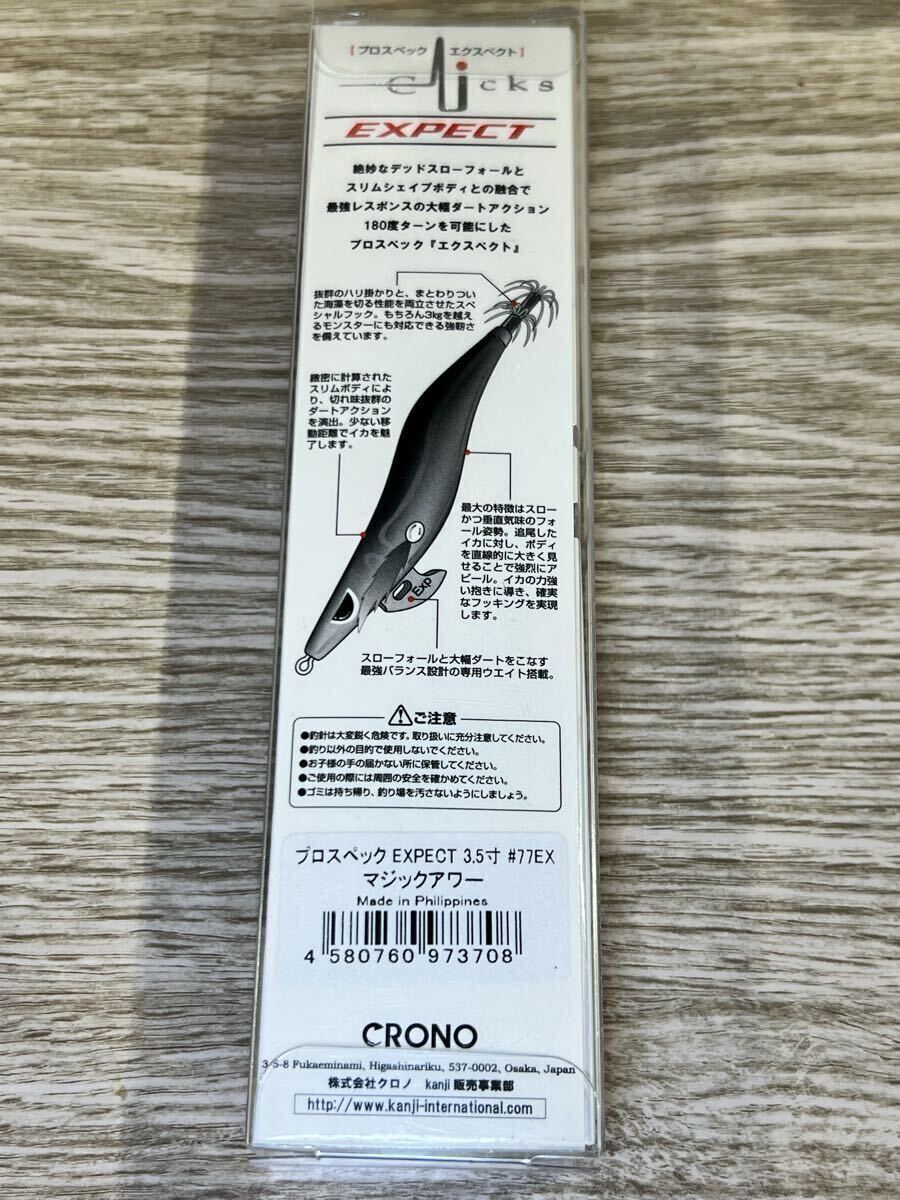 ［プロスペック エクスペクト］
clicks
EXPECT
絶妙なデッドスローフォールと
スリムシェイプボディとの融合で
最強レスポンスの大幅ダートアクション
180度ターンを可能にした
プロスペック『エクスペクト』
抜群のハリ掛かりと、まとわりつい
た海藻を切る性能を両立させたスペ
シャルフック。もちろん3kgを越え
るモンスターにも対応できる強靭さ
を備えています。
緻密に計算された
スリムボディによ
り、切れ味抜群の
ダートアクション
を演出。少ない移
動距離でイカを魅
了します。
最大の特徴はスロー
かつ垂直気味のフォ
ール姿勢。追尾した
イカに対し、ボディ
を直線的に大きく見
せることで強烈にア
ピール。イカの力強
い抱きに導き、確実
なフッキングを実現
します。
Exp
スローフォールと大幅ダートをこなす
最強バランス設計の専用ウエイト搭載。
ご注意
●釣針は大変鋭く危険です。取り扱いに充分注意してください。
●釣り以外の目的で使用しないでください。
●お子様の手の届かない所に保管してください。
●ご使用の際には周囲の安全を確かめてください。
●ゴミは持ち帰り、釣り場を汚さないようにしましょう。
プロスペック EXPECT 3.5寸 #77EX
マジックアワー
Made in Philippines
4 580760 973708
CRONO
3-5-8 Fukaeminami, Higashinariku, 537-0002, Osaka, Japan
株式会社クロノ kanji 販売事業部
http://www.kanji-international.com